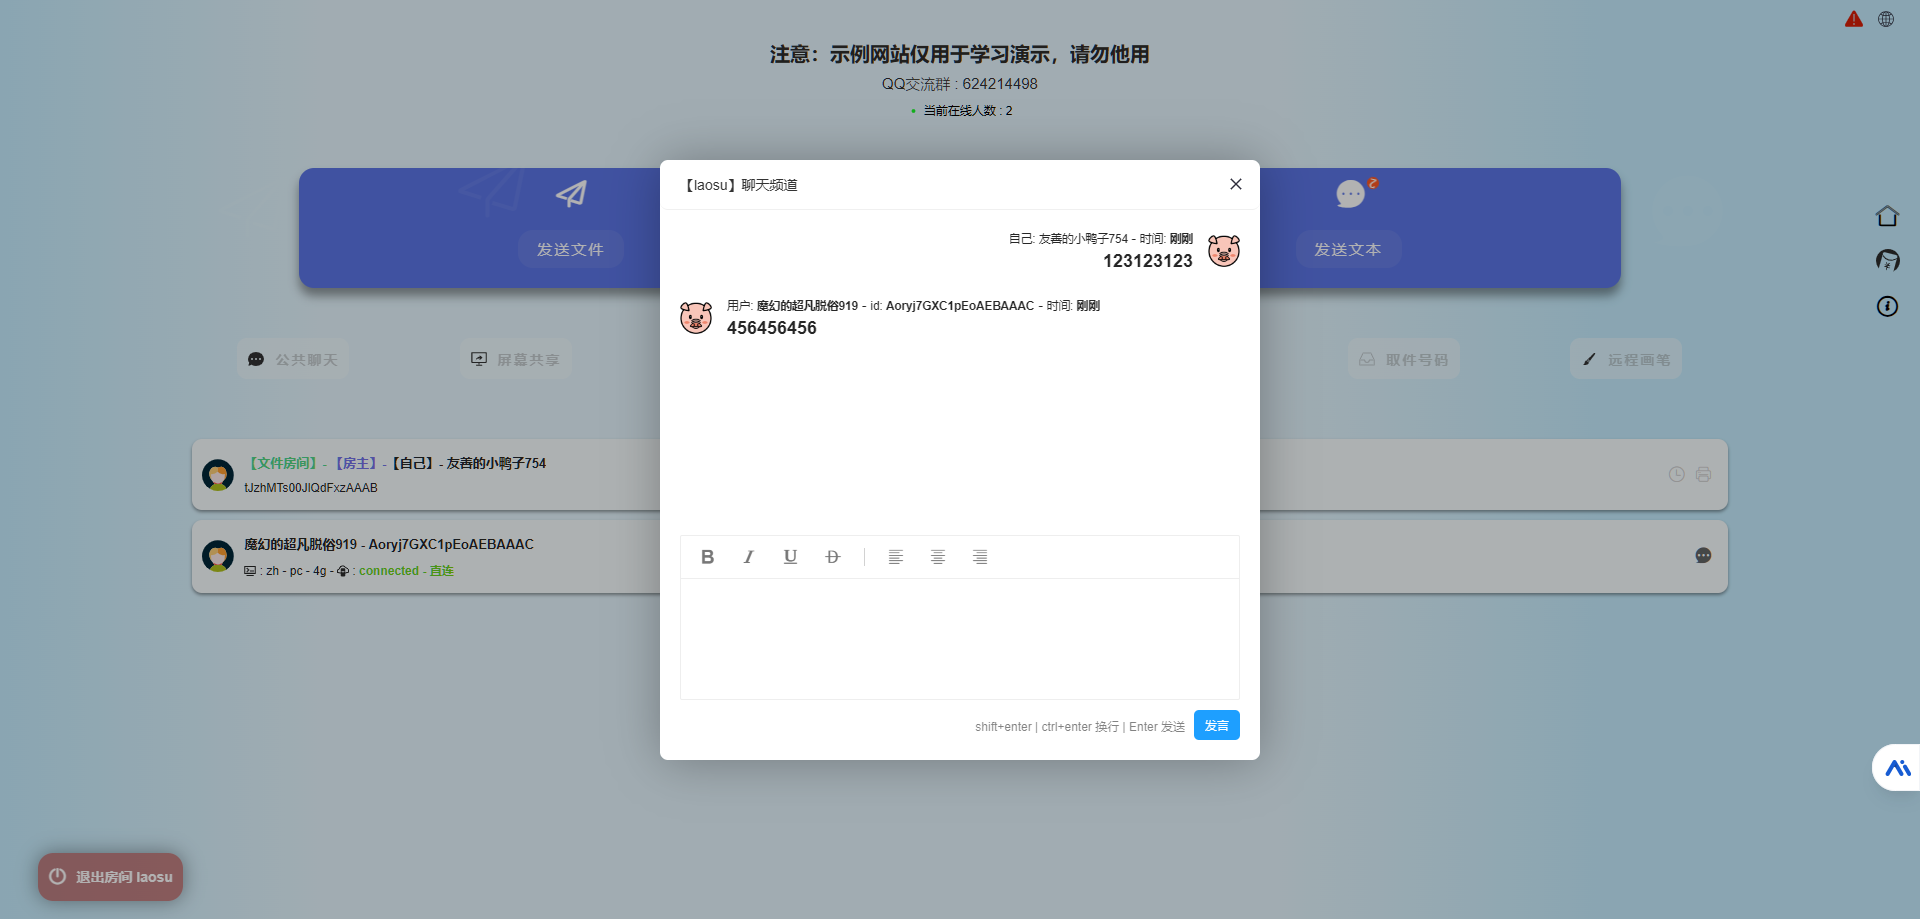 注意：示例网站仅用于学习演示，请勿他用
QQ交流群 : 624214498
当前在线人数 : 2
发送文件
2
发送文本
公共聊天
屏幕共享
取件号码
远程画笔
【文件房间】 - 【房主】 - 【自己】 - 友善的小鸭子754
tJzhMTs00JlQdFxzAAAB
魔幻的超凡脱俗919 - Aoryj7GXC1pEoAEBAAAC
: zh - pc - 4g - : connected - 直连
【laosu】聊天频道
自己: 友善的小鸭子754 - 时间: 刚刚
123123123
用户: 魔幻的超凡脱俗919 - id: Aoryj7GXC1pEoAEBAAAC - 时间: 刚刚
456456456
B I U D
shift+enter | ctrl+enter 换行 | Enter 发送
发言
退出房间 laosu